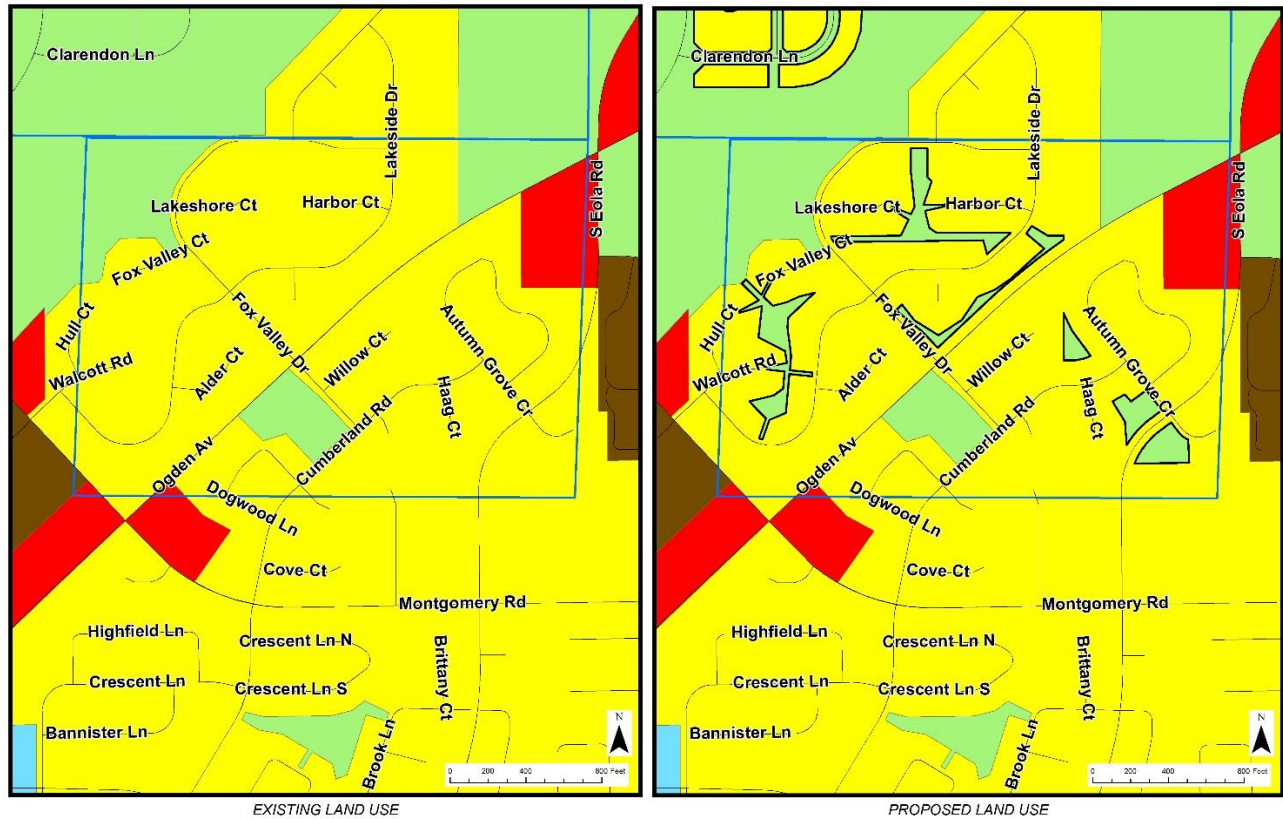 Clarendon Ln
Lakeside Dr
S Eola Rd
Lakeshore Ct
Harbor Ct
Fox Valley Ct
Hull Ct
Fox Valley Dr
Autumn Grove Cr
Walcott Rd
Alder Ct
Willow Ct
Haag Ct
Ogden Av
Cumberland Rd
Dogwood Ln
Cove Ct
Montgomery Rd
Highfield Ln
Crescent Ln N
Brittany Ct
Crescent Ln
Crescent Ln S
Bannister Ln
Brook Ln
N
0 200 400 800 Feet
EXISTING LAND USE
Clarendon Ln
Lakeside Dr
S Eola Rd
Lakeshore Ct
Harbor Ct
Fox Valley Ct
Hull Ct
Fox Valley Dr
Autumn Grove Cr
Walcott Rd
Alder Ct
Willow Ct
Haag Ct
Ogden Av
Cumberland Rd
Dogwood Ln
Cove Ct
Montgomery Rd
Highfield Ln
Crescent Ln N
Brittany Ct
Crescent Ln
Crescent Ln S
Bannister Ln
Brook Ln
N
0 200 400 800 Feet
PROPOSED LAND USE